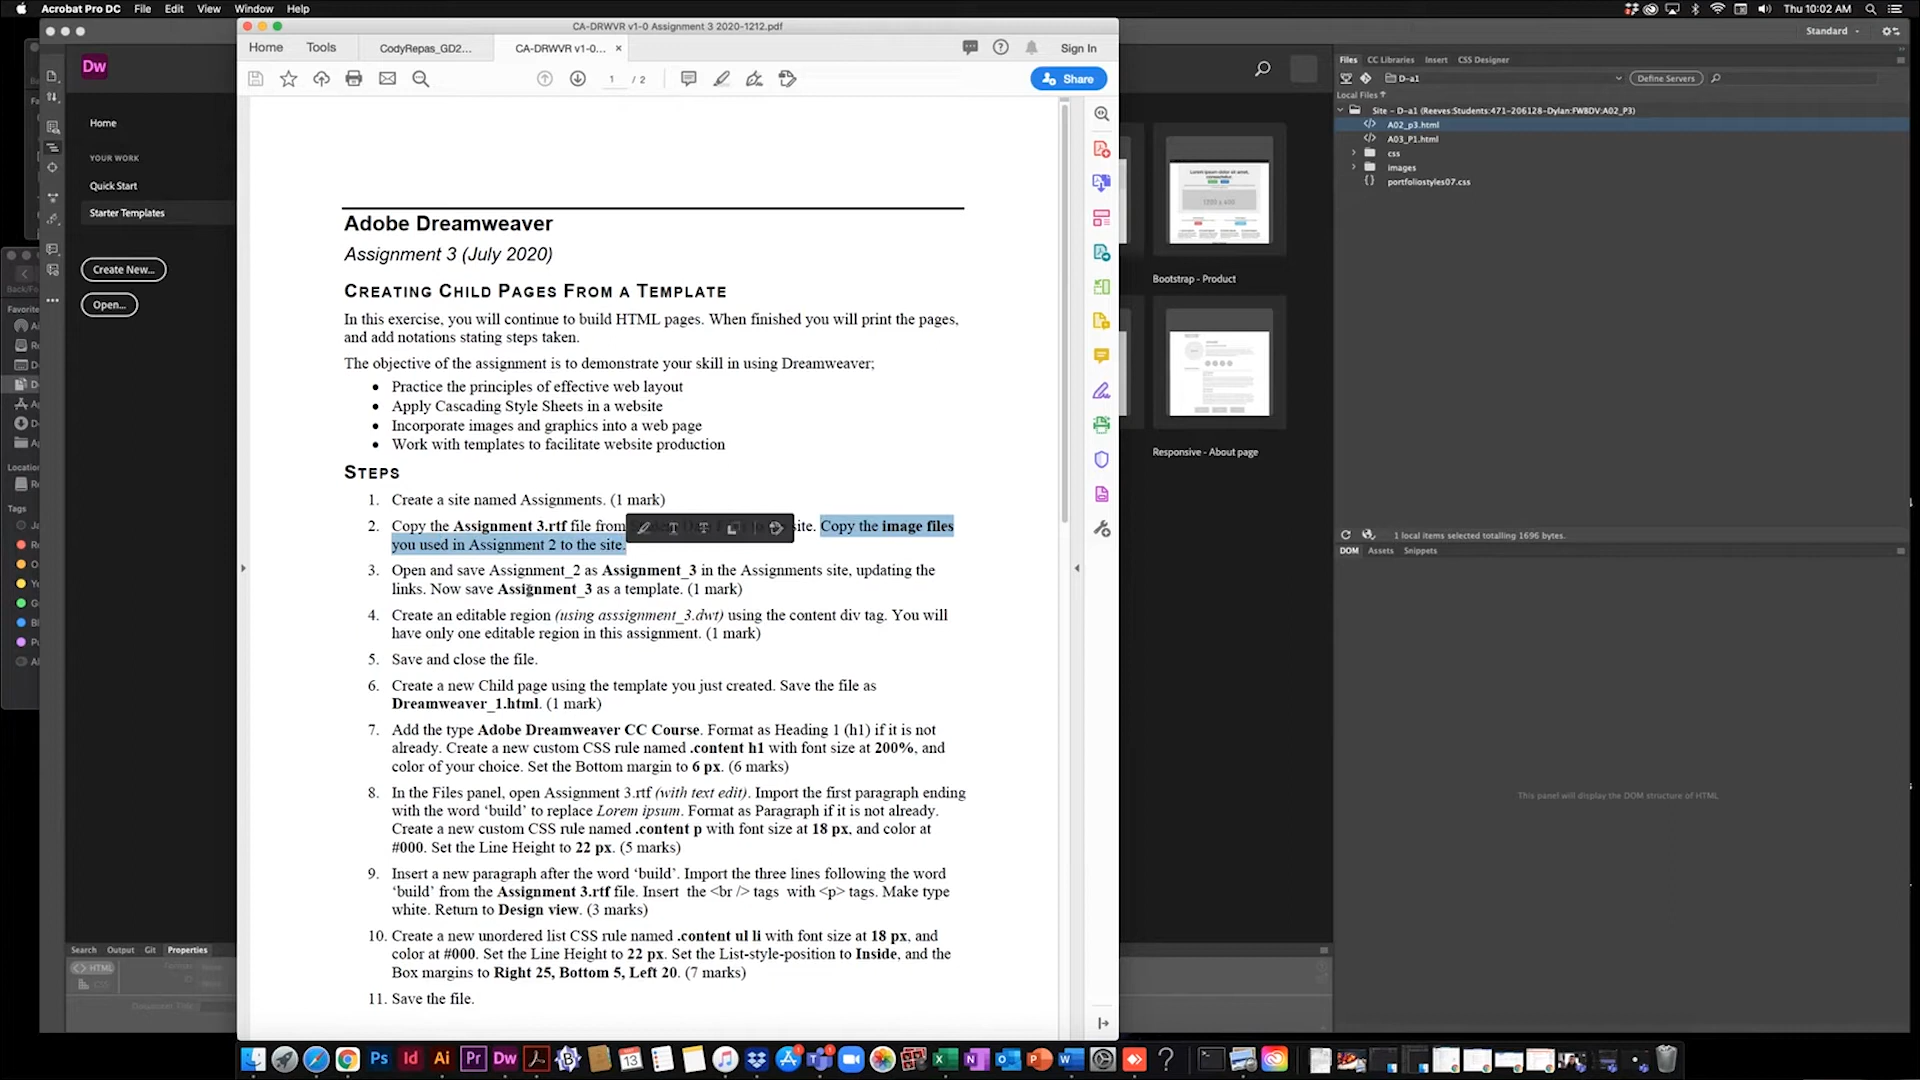 Acrobat Pro DC File Edit View Window Help
Thu 10:02 AM
CA-DRWVR v1-0 Assignment 3 2020-1212.pdf
Standard
Home Tools CodyRepas_GD2... CA-DRWVR v1-0... × Sign In
1 / 2
Share
Dw
Home
YOUR WORK
Quick Start
Starter Templates
Create New...
Open...
Favorite
Location
Tags
Adobe Dreamweaver
Assignment 3 (July 2020)
CREATING CHILD PAGES FROM A TEMPLATE
In this exercise, you will continue to build HTML pages. When finished you will print the pages,
and add notations stating steps taken.
The objective of the assignment is to demonstrate your skill in using Dreamweaver;
• Practice the principles of effective web layout
• Apply Cascading Style Sheets in a website
• Incorporate images and graphics into a web page
• Work with templates to facilitate website production
STEPS
1. Create a site named Assignments. (1 mark)
2. Copy the Assignment 3.rtf file from site. Copy the image files
you used in Assignment 2 to the site.
3. Open and save Assignment_2 as Assignment_3 in the Assignments site, updating the
links. Now save Assignment_3 as a template. (1 mark)
4. Create an editable region (using asssignment_3.dwt) using the content div tag. You will
have only one editable region in this assignment. (1 mark)
5. Save and close the file.
6. Create a new Child page using the template you just created. Save the file as
Dreamweaver_1.html. (1 mark)
7. Add the type Adobe Dreamweaver CC Course. Format as Heading 1 (h1) if it is not
already. Create a new custom CSS rule named .content h1 with font size at 200%, and
color of your choice. Set the Bottom margin to 6 px. (6 marks)
8. In the Files panel, open Assignment 3.rtf (with text edit). Import the first paragraph ending
with the word ‘build’ to replace Lorem ipsum. Format as Paragraph if it is not already.
Create a new custom CSS rule named .content p with font size at 18 px, and color at
#000. Set the Line Height to 22 px. (5 marks)
9. Insert a new paragraph after the word ‘build’. Import the three lines following the word
‘build’ from the Assignment 3.rtf file. Insert the <br /> tags with <p> tags. Make type
white. Return to Design view. (3 marks)
10. Create a new unordered list CSS rule named .content ul li with font size at 18 px, and
color at #000. Set the Line Height to 22 px. Set the List-style-position to Inside, and the
Box margins to Right 25, Bottom 5, Left 20. (7 marks)
11. Save the file.
Bootstrap - Product
Responsive - About page
Files CC Libraries Insert CSS Designer
D-a1 Define Servers
Local Files
Site - D-a1 (Reeves:Students:471-206128-Dylan:FWBDV:A02_P3)
A02_p3.html
A03_P1.html
css
images
portfoliostyles07.css
1 local items selected totalling 1696 bytes.
DOM Assets Snippets
This panel will display the DOM structure of HTML
Search Output Git Properties
HTML
CSS
Document Title
Ps Id Ai Pr Dw 13